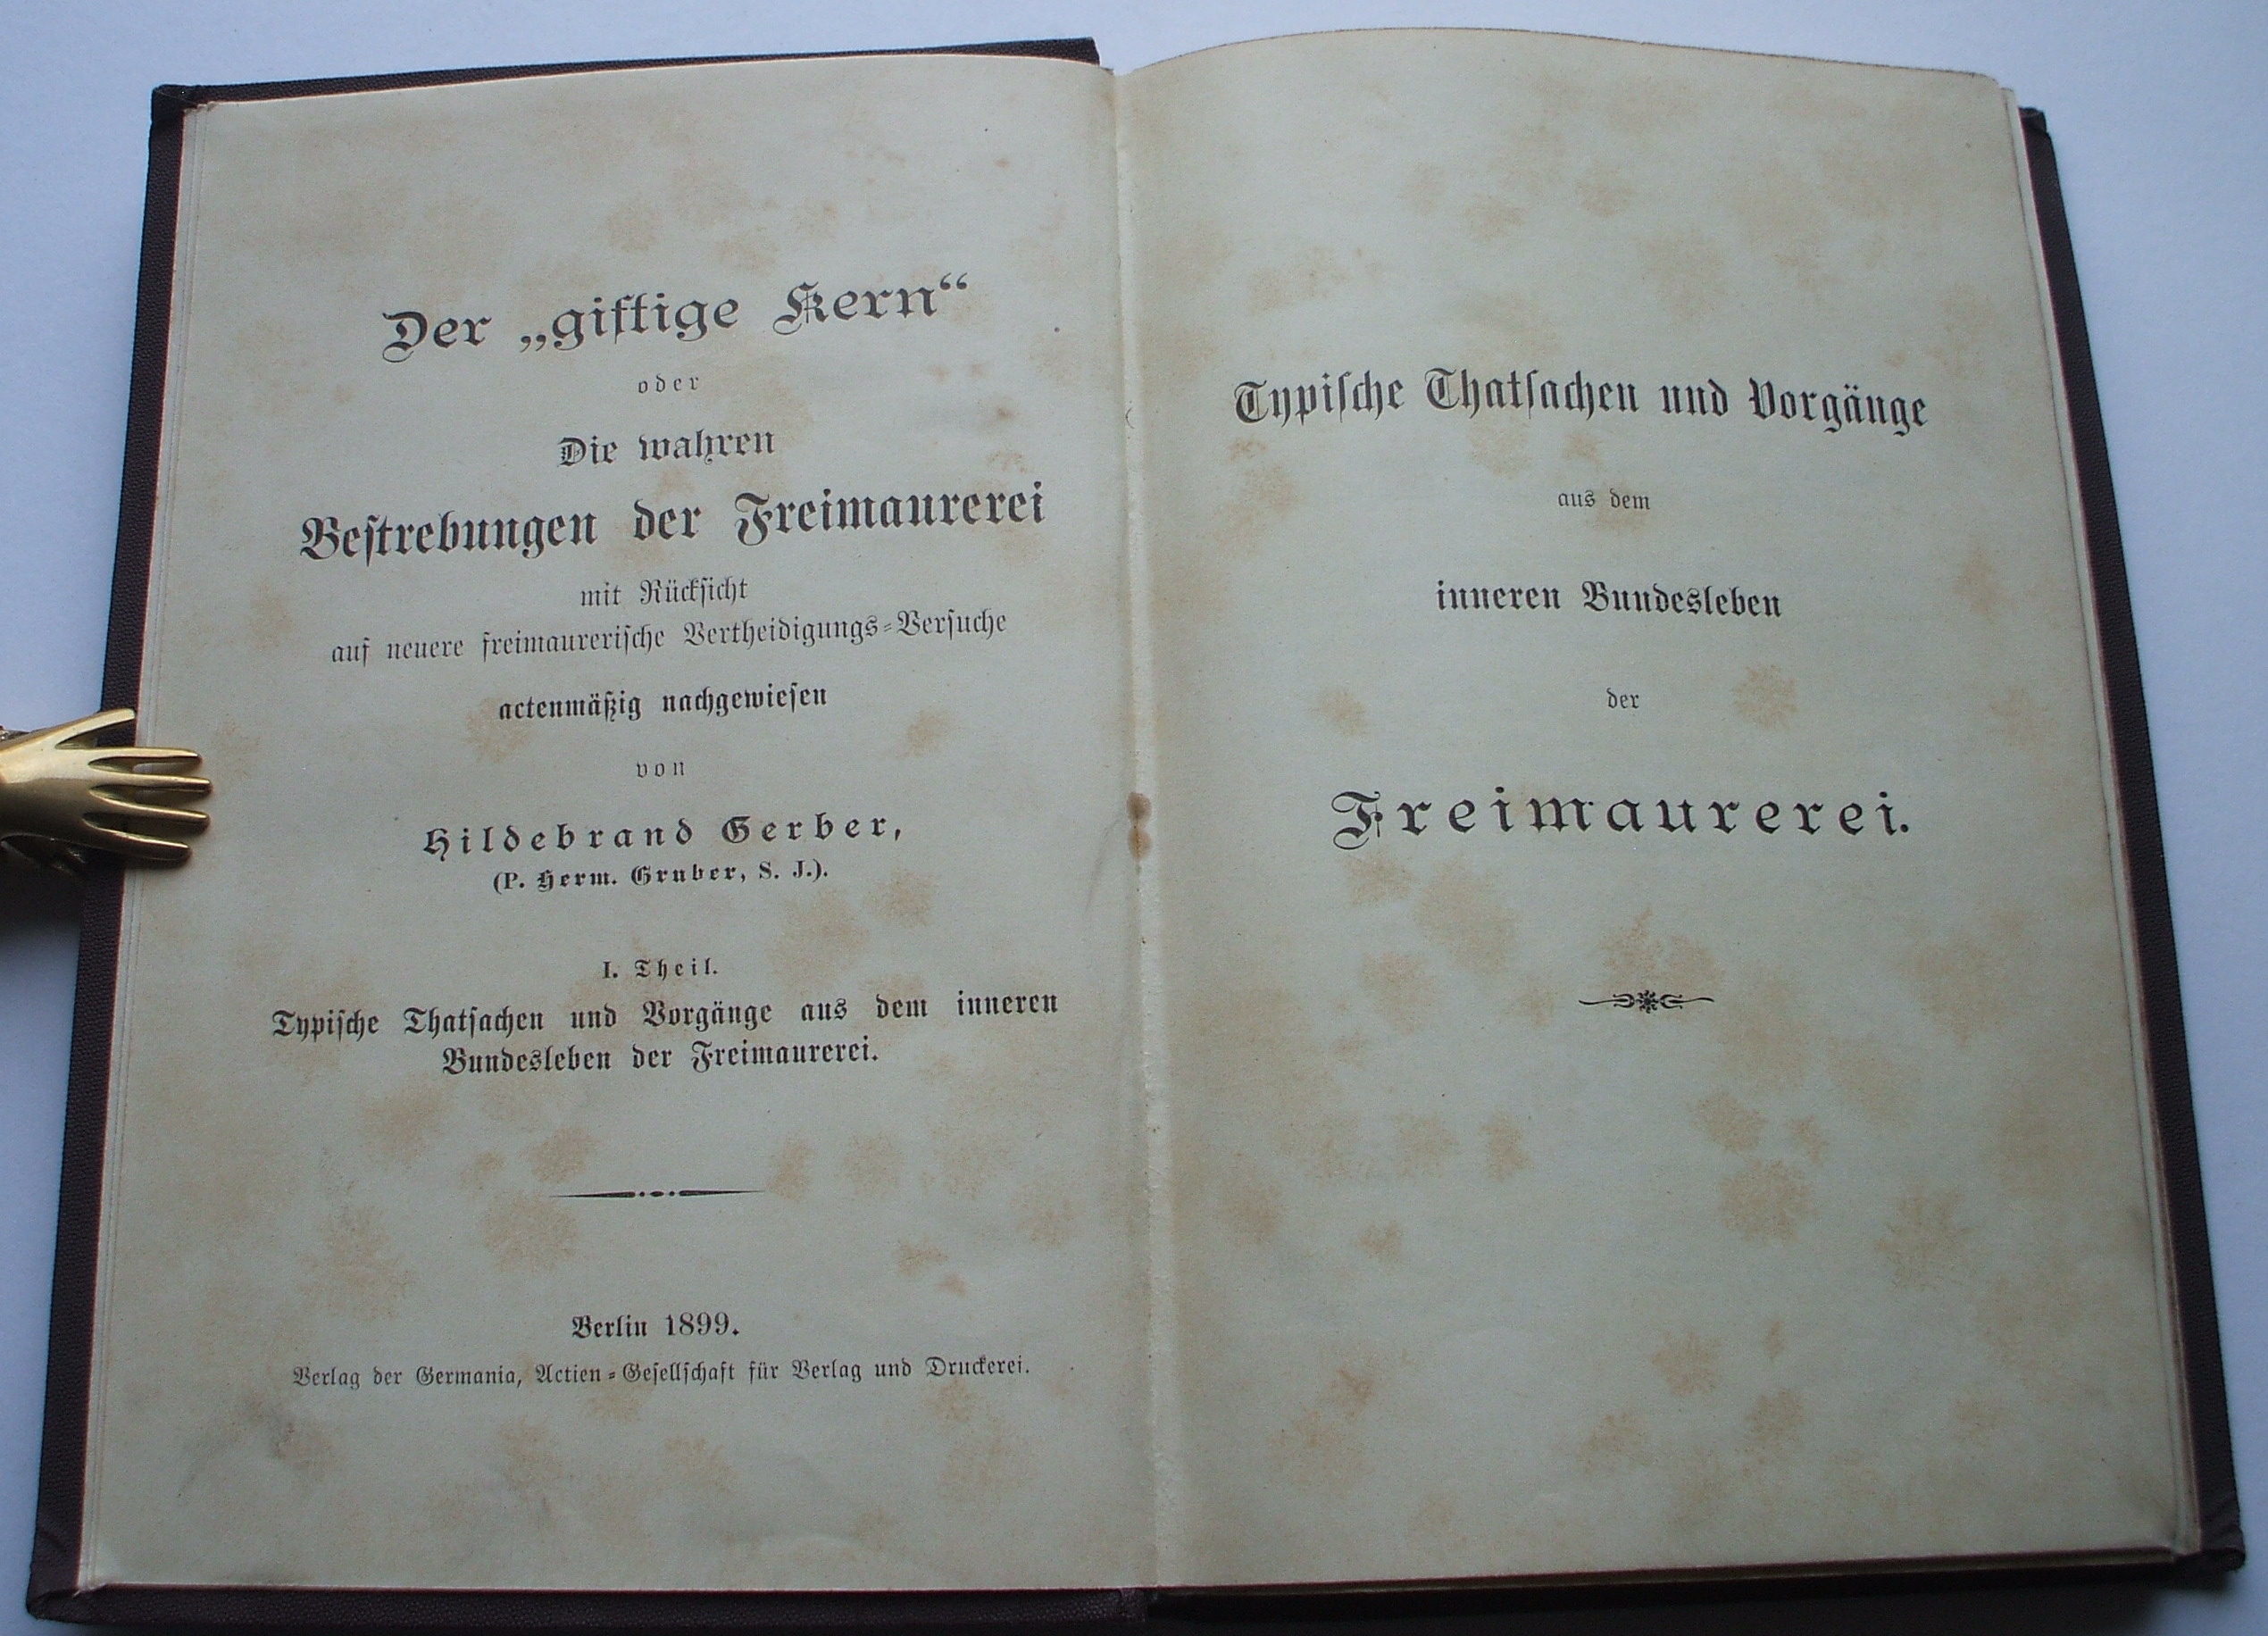 Der „giftige Kern“
oder
Die wahren
Bestrebungen der Freimaurerei
mit Rücksicht
auf neuere freimaurerische Vertheidigungs-Versuche
actenmäßig nachgewiesen
von
Hildebrand Gerber,
(P. Herm. Gruber, S. J.).
I. Theil.
Typische Thatsachen und Vorgänge aus dem inneren
Bundesleben der Freimaurerei.
Berlin 1899.
Verlag der Germania, Actien-Gesellschaft für Verlag und Druckerei.
Typische Thatsachen und Vorgänge
aus dem
inneren Bundesleben
der
Freimaurerei.